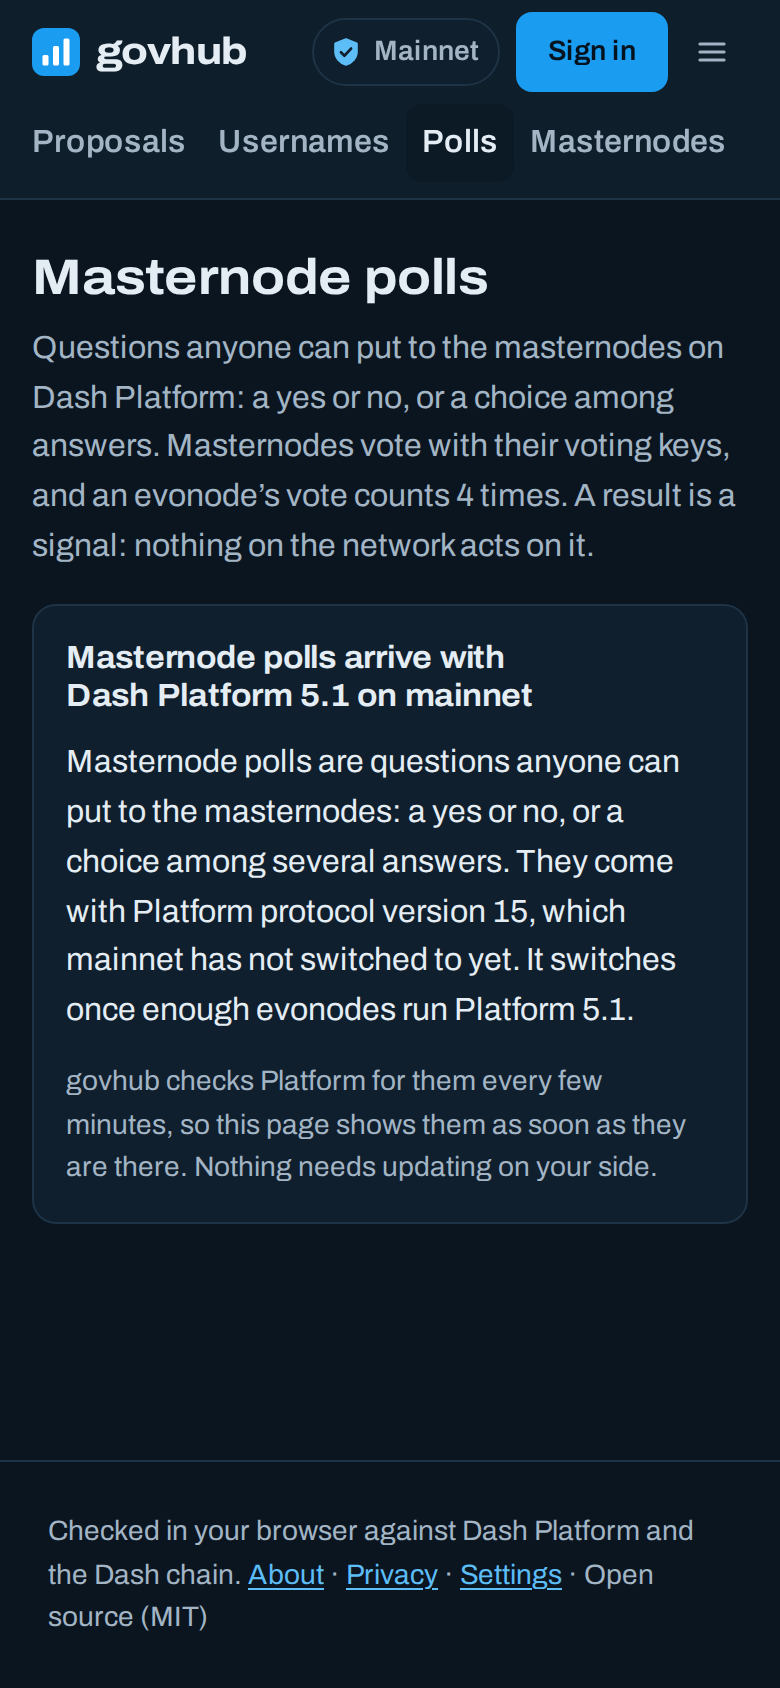 govhub
Mainnet
Sign in
Proposals
Usernames
Polls
Masternodes
Masternode polls
Questions anyone can put to the masternodes on
Dash Platform: a yes or no, or a choice among
answers. Masternodes vote with their voting keys,
and an evonode’s vote counts 4 times. A result is a
signal: nothing on the network acts on it.
Masternode polls arrive with
Dash Platform 5.1 on mainnet
Masternode polls are questions anyone can
put to the masternodes: a yes or no, or a
choice among several answers. They come
with Platform protocol version 15, which
mainnet has not switched to yet. It switches
once enough evonodes run Platform 5.1.
govhub checks Platform for them every few
minutes, so this page shows them as soon as they
are there. Nothing needs updating on your side.
Checked in your browser against Dash Platform and
the Dash chain. About · Privacy · Settings · Open
source (MIT)